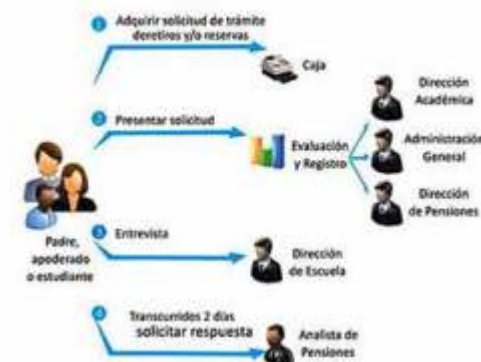 1 Adquirir solicitud de trámite
deretiros y/o reservas
Caja
2 Presentar solicitud
Evaluación
y Registro
Dirección
Académica
Administración
General
Dirección
de Pensiones
Padre,
apoderado
o estudiante
3 Entrevista
Dirección
de Escuela
4 Transcurridos 2 días
solicitar respuesta
Analista de
Pensiones